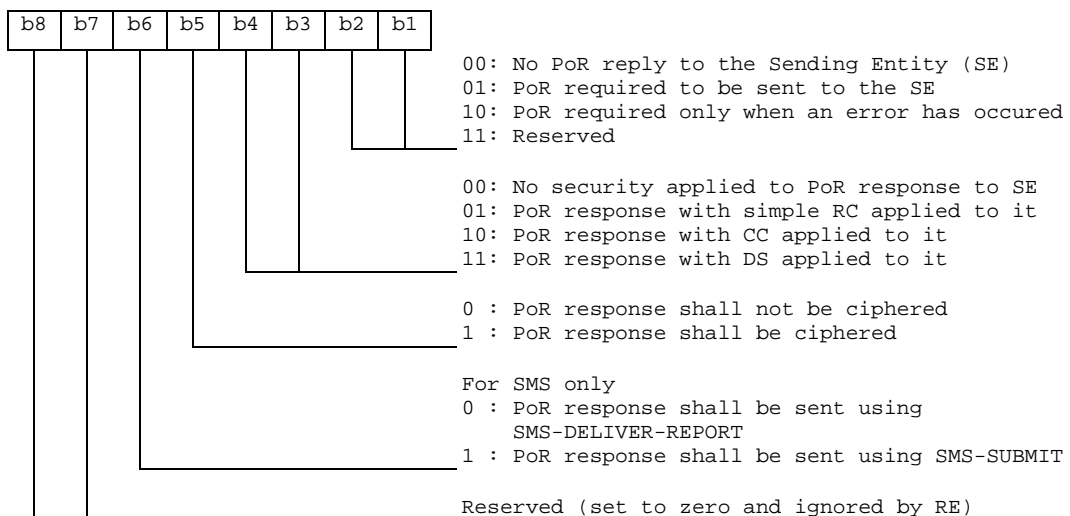 b8 b7 b6 b5 b4 b3 b2 b1
00: No PoR reply to the Sending Entity (SE)
01: PoR required to be sent to the SE
10: PoR required only when an error has occured
11: Reserved
00: No security applied to PoR response to SE
01: PoR response with simple RC applied to it
10: PoR response with CC applied to it
11: PoR response with DS applied to it
0 : PoR response shall not be ciphered
1 : PoR response shall be ciphered
For SMS only
0 : PoR response shall be sent using
SMS-DELIVER-REPORT
1 : PoR response shall be sent using SMS-SUBMIT
Reserved (set to zero and ignored by RE)